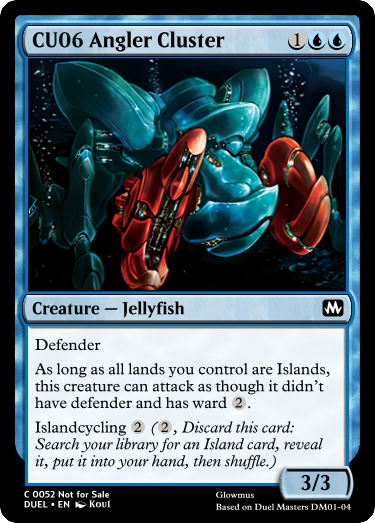 CU06 Angler Cluster 1
Creature — Jellyfish
Defender
As long as all lands you control are Islands,
this creature can attack as though it didn't
have defender and has ward 2.
Islandcycling 2 (2, Discard this card:
Search your library for an Island card, reveal
it, put it into your hand, then shuffle.)
3/3
C 0052 Not for Sale
DUEL • EN Koul
Glowmus
Based on Duel Masters DM01-04